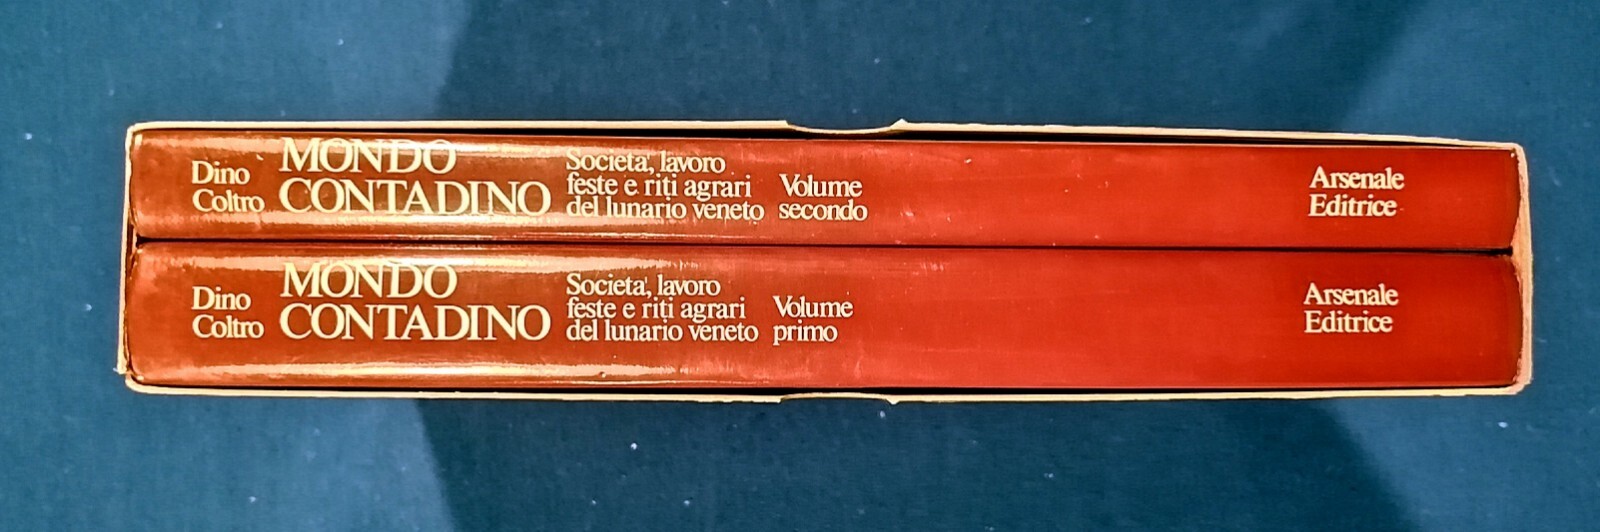 Dino
Coltro
MONDO
CONTADINO
Societa', lavoro
feste e riti agrari
del lunario veneto
Volume
secondo
Arsenale
Editrice
Dino
Coltro
MONDO
CONTADINO
Societa', lavoro
feste e riti agrari
del lunario veneto
Volume
primo
Arsenale
Editrice